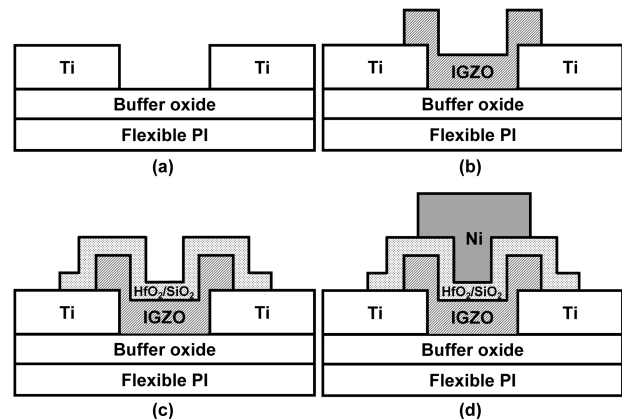 Ti Ti
Buffer oxide
Flexible PI
(a)
IGZO
Ti Ti
Buffer oxide
Flexible PI
(b)
HfO₂/SiO₂
Ti IGZO Ti
Buffer oxide
Flexible PI
(c)
Ni
HfO₂/SiO₂
Ti IGZO Ti
Buffer oxide
Flexible PI
(d)